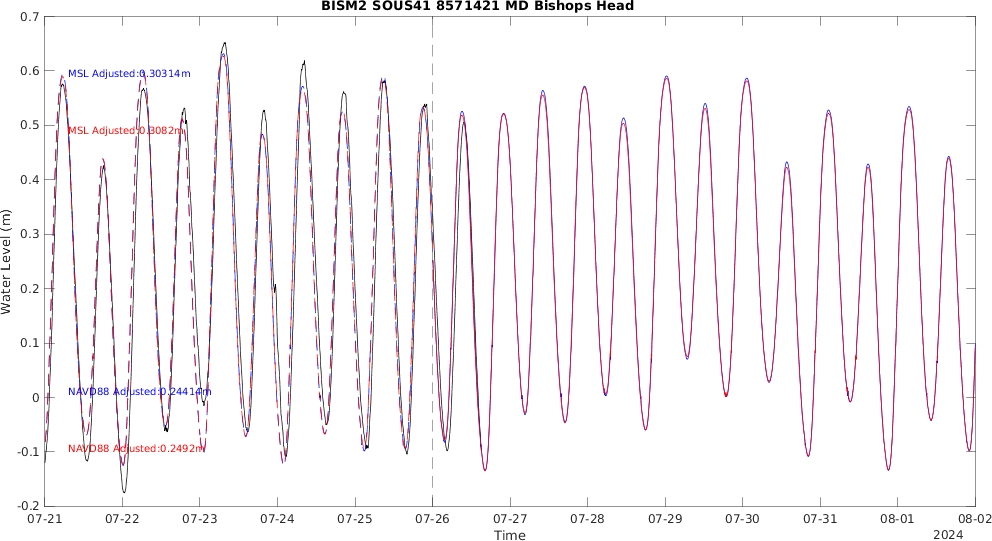 BISM2 SOUS41 8571421 MD Bishops Head
0.7
0.6
0.5
0.4
0.3
0.2
0.1
0
-0.1
-0.2
Water Level (m)
MSL Adjusted:0.30314m
MSL Adjusted:0.3082m
NAVD88 Adjusted:0.24414m
NAVD88 Adjusted:0.2492m
07-21 07-22 07-23 07-24 07-25 07-26 07-27 07-28 07-29 07-30 07-31 08-01 08-02
Time
2024